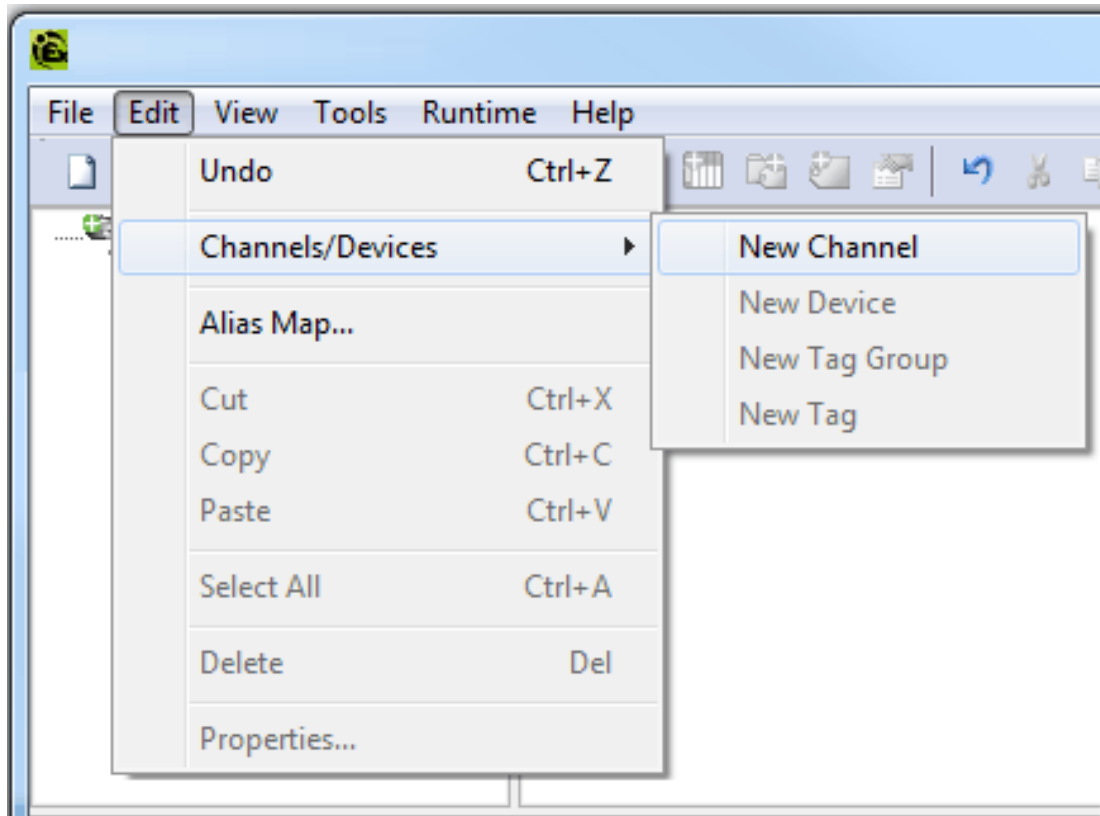 File Edit View Tools Runtime Help
Undo Ctrl+Z
Channels/Devices
New Channel
New Device
New Tag Group
New Tag
Alias Map...
Cut Ctrl+X
Copy Ctrl+C
Paste Ctrl+V
Select All Ctrl+A
Delete Del
Properties...